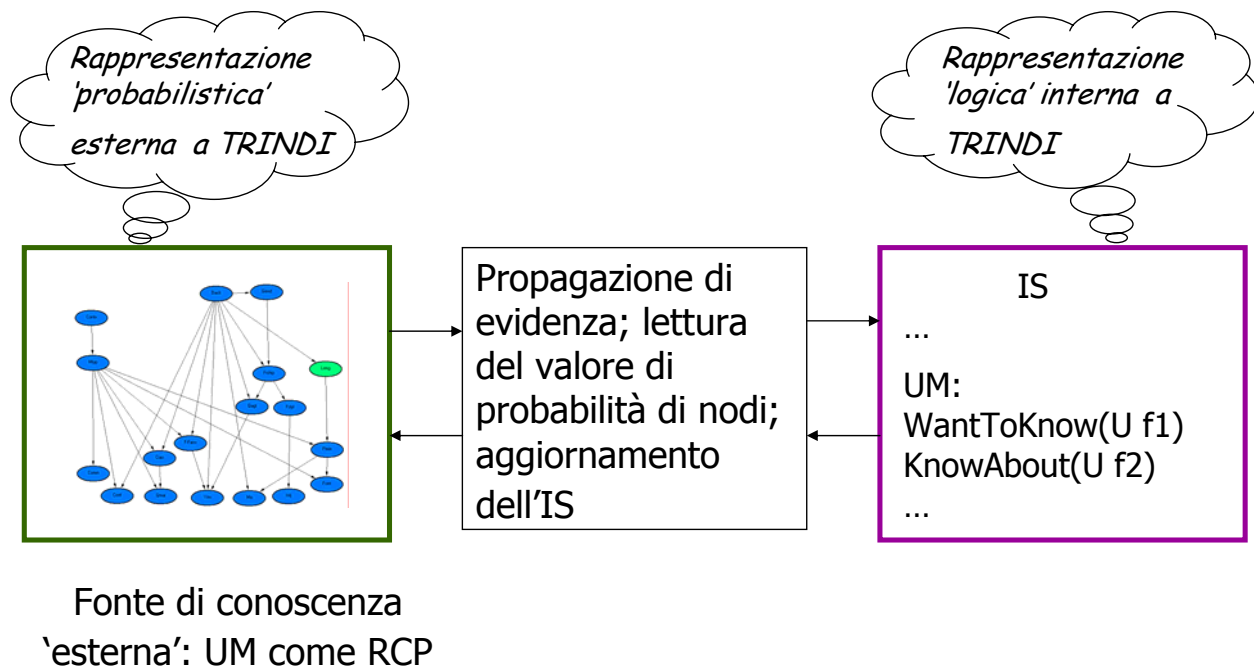 Rappresentazione
‘probabilistica’
esterna a TRINDI
Rappresentazione
‘logica’ interna a
TRINDI
Propagazione di
evidenza; lettura
del valore di
probabilità di nodi;
aggiornamento
dell’IS
IS
…
UM:
WantToKnow(U f1)
KnowAbout(U f2)
…
Fonte di conoscenza
‘esterna’: UM come RCP